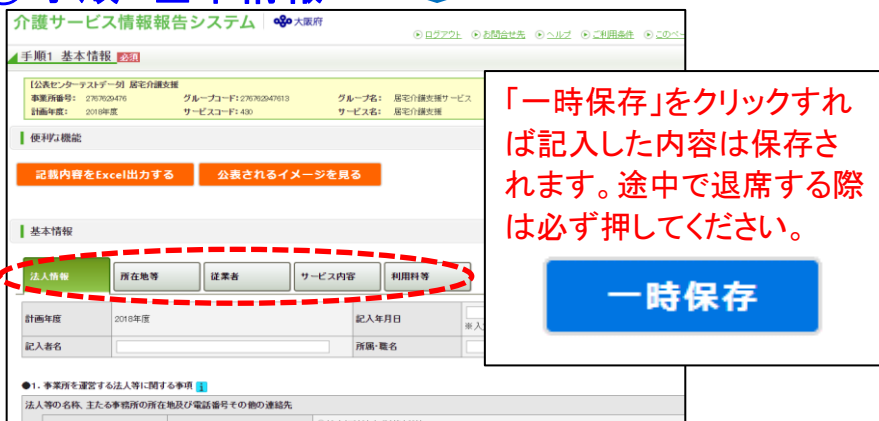 介護サービス情報報告システム 大阪府
ログアウト お問合せ先 ヘルプ ご利用条件 このペー
手順1 基本情報 必須
【公表センターテストデータ】 居宅介護支援
事業所番号： 2767629476 グループコード：276762947613 グループ名： 居宅介護支援サービス
計画年度： 2018年度 サービスコード：430 サービス名： 居宅介護支援
便利な機能
記載内容をExcel出力する 公表されるイメージを見る
基本情報
法人情報 所在地等 従業者 サービス内容 利用料等
計画年度 2018年度 記入年月日
※入
記入者名 所属・職名
●1．事業所を運営する法人等に関する事項 i
法人等の名称、主たる事務所の所在地及び電話番号その他の連絡先
「一時保存」をクリックすれ
ば記入した内容は保存さ
れます。途中で退席する際
は必ず押してください。
一時保存